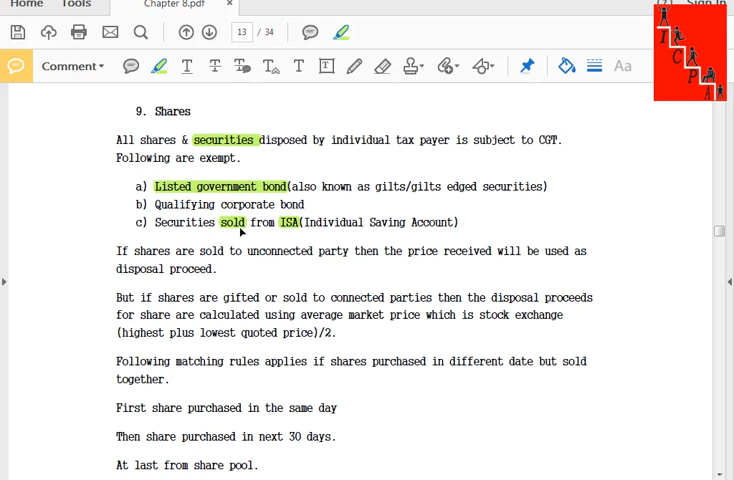 Home Tools Chapter 8.pdf × Sign In
13 / 34
Comment
Aa
I
C
P
A
9. Shares
All shares & securities disposed by individual tax payer is subject to CGT.
Following are exempt.
a) Listed government bond(also known as gilts/gilts edged securities)
b) Qualifying corporate bond
c) Securities sold from ISA(Individual Saving Account)
If shares are sold to unconnected party then the price received will be used as
disposal proceed.
But if shares are gifted or sold to connected parties then the disposal proceeds
for share are calculated using average market price which is stock exchange
(highest plus lowest quoted price)/2.
Following matching rules applies if shares purchased in different date but sold
together.
First share purchased in the same day
Then share purchased in next 30 days.
At last from share pool.